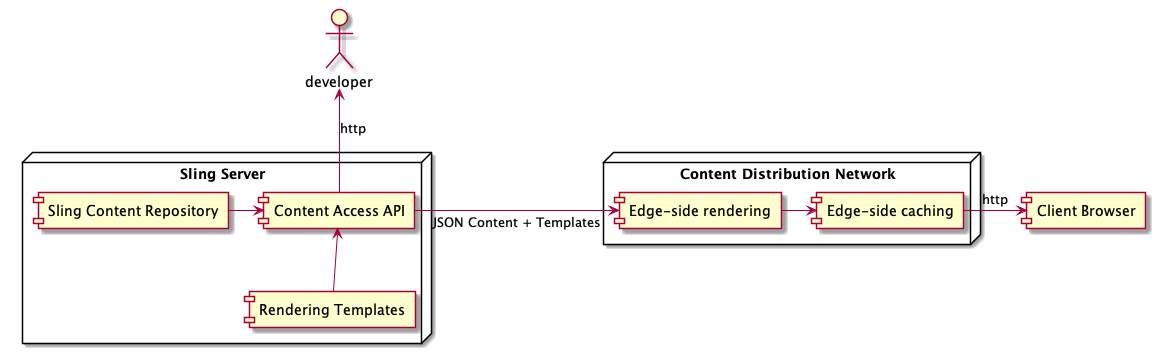 developer
http
Sling Server
Content Distribution Network
Sling Content Repository
Content Access API
JSON Content + Templates
Edge-side rendering
Edge-side caching
http
Client Browser
Rendering Templates